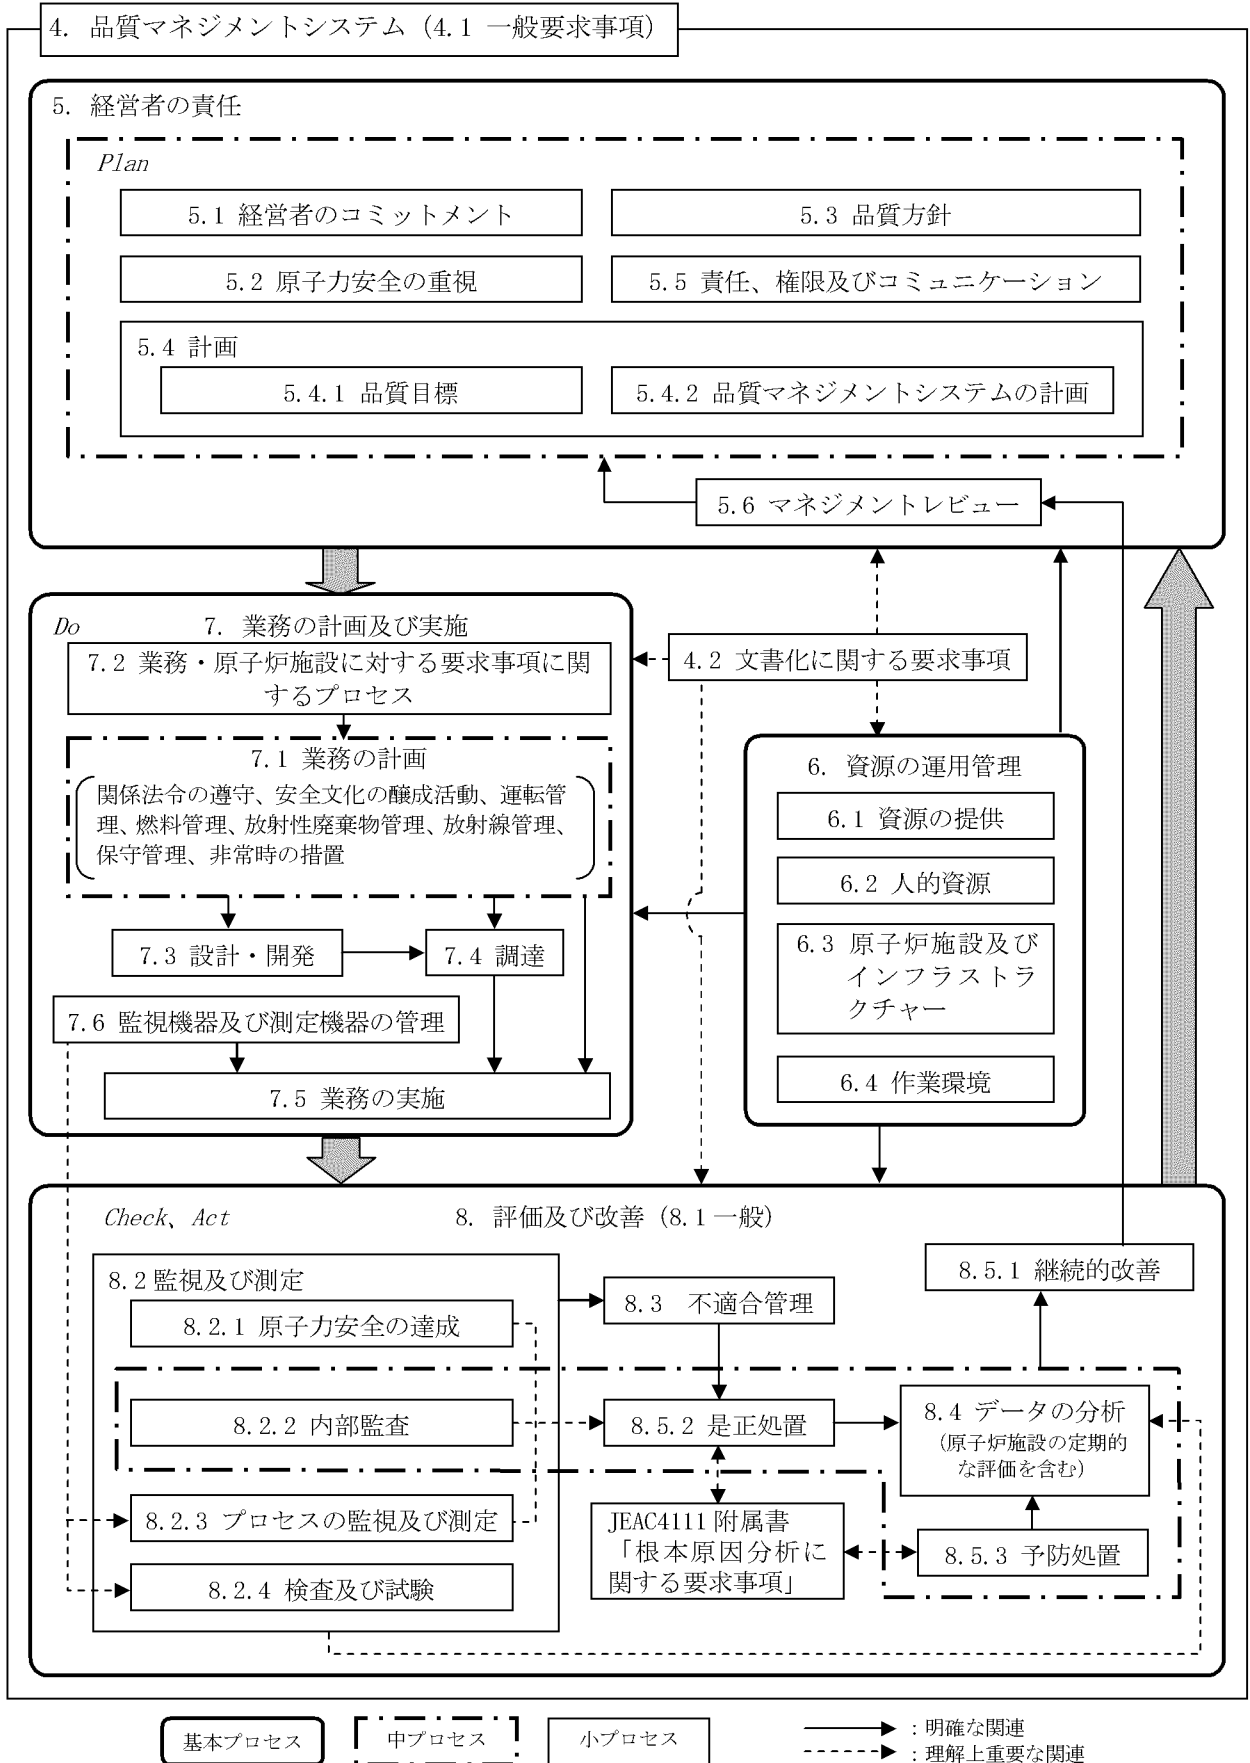 4. 品質マネジメントシステム (4.1 一般要求事項)
5. 経営者の責任
Plan
5.1 経営者のコミットメント
5.3 品質方針
5.2 原子力安全の重視
5.5 責任、権限及びコミュニケーション
5.4 計画
5.4.1 品質目標
5.4.2 品質マネジメントシステムの計画
5.6 マネジメントレビュー
Do
7. 業務の計画及び実施
7.2 業務・原子炉施設に対する要求事項に関
するプロセス
4.2 文書化に関する要求事項
7.1 業務の計画
関係法令の遵守、安全文化の醸成活動、運転管
理、燃料管理、放射性廃棄物管理、放射線管理、
保守管理、非常時の措置
7.3 設計・開発
7.4 調達
7.6 監視機器及び測定機器の管理
7.5 業務の実施
6. 資源の運用管理
6.1 資源の提供
6.2 人的資源
6.3 原子炉施設及び
インフラストラ
クチャー
6.4 作業環境
Check、Act
8. 評価及び改善 (8.1一般)
8.2監視及び測定
8.2.1 原子力安全の達成
8.2.2 内部監査
8.2.3 プロセスの監視及び測定
8.2.4 検査及び試験
8.3 不適合管理
8.5.2 是正処置
JEAC4111附属書
「根本原因分析に
関する要求事項」
8.5.1 継続的改善
8.4 データの分析
(原子炉施設の定期的
な評価を含む)
8.5.3 予防処置
基本プロセス
中プロセス
小プロセス
:明確な関連
:理解上重要な関連